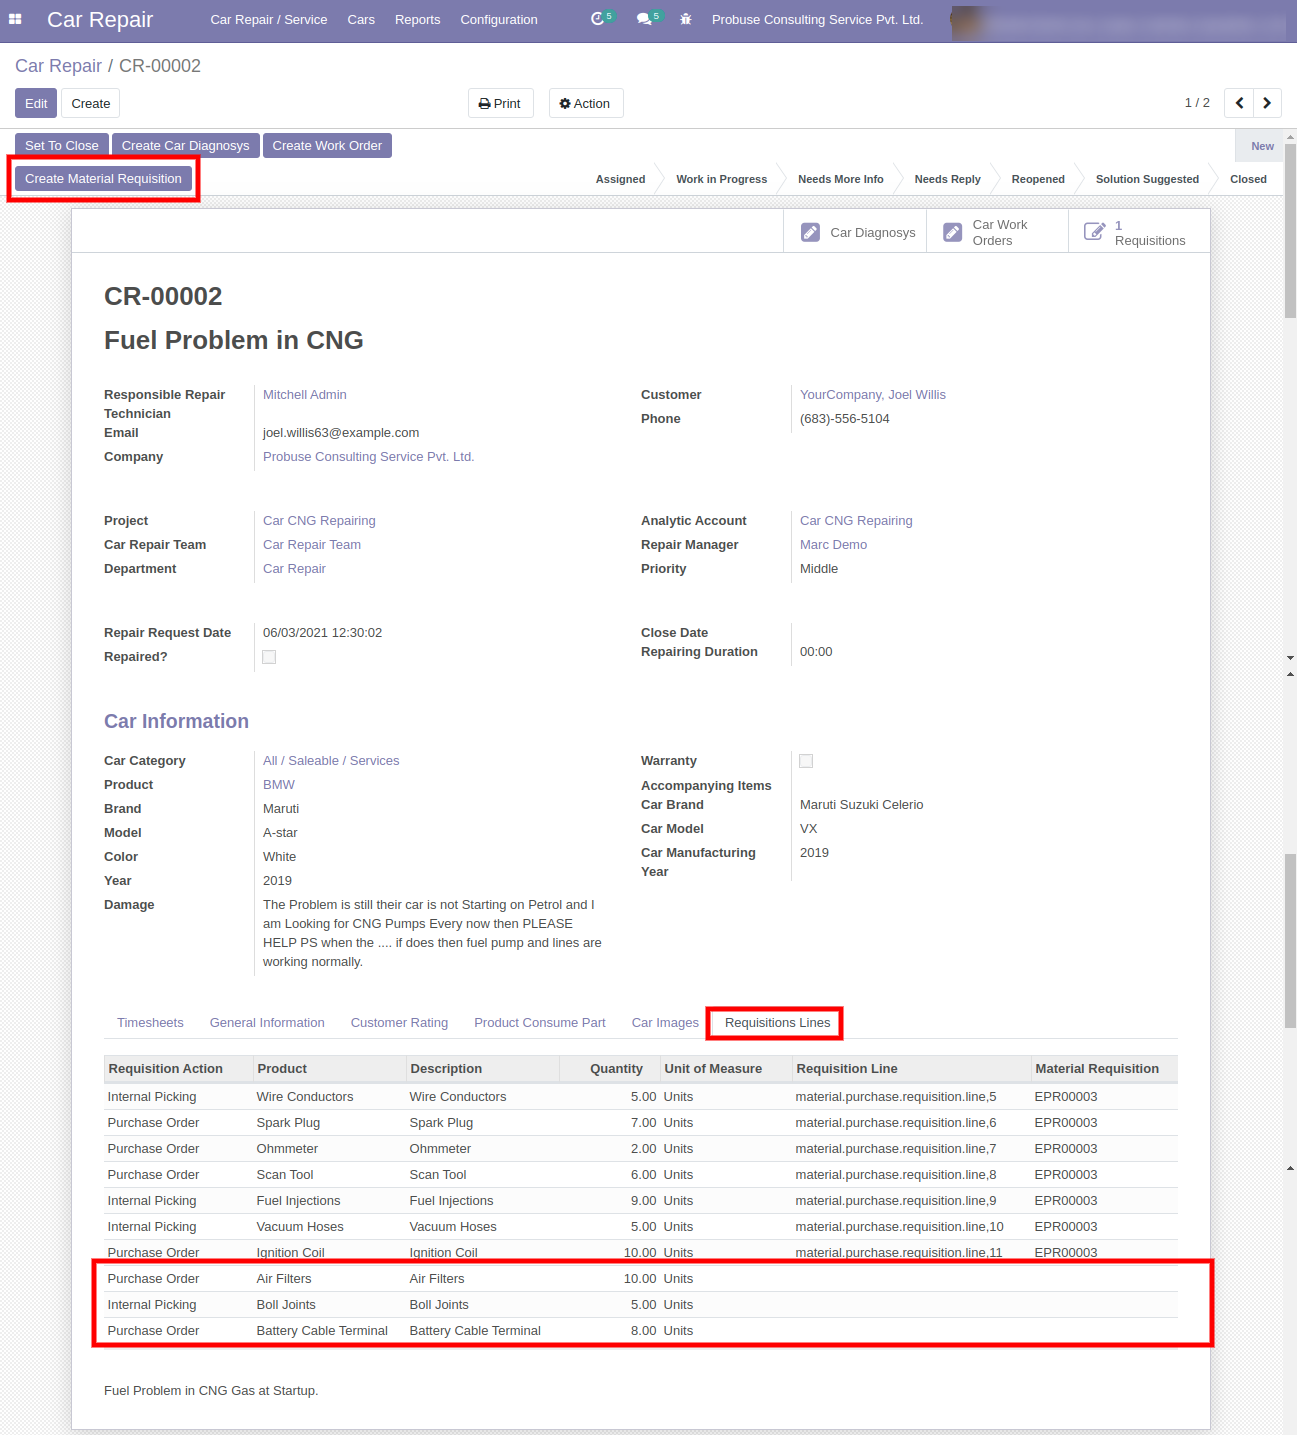 Car Repair Car Repair / Service Cars Reports Configuration 5 5 Probuse Consulting Service Pvt. Ltd.
Car Repair / CR-00002
Edit Create Print Action 1 / 2
Set To Close Create Car Diagnosys Create Work Order New
Create Material Requisition Assigned Work in Progress Needs More Info Needs Reply Reopened Solution Suggested Closed
Car Diagnosys Car Work Orders 1 Requisitions
CR-00002
Fuel Problem in CNG
Responsible Repair Technician Mitchell Admin Customer YourCompany, Joel Willis
Email joel.willis63@example.com Phone (683)-556-5104
Company Probuse Consulting Service Pvt. Ltd.
Project Car CNG Repairing Analytic Account Car CNG Repairing
Car Repair Team Car Repair Team Repair Manager Marc Demo
Department Car Repair Priority Middle
Repair Request Date 06/03/2021 12:30:02 Close Date
Repaired? Repairing Duration 00:00
Car Information
Car Category All / Saleable / Services Warranty
Product BMW Accompanying Items
Brand Maruti Car Brand Maruti Suzuki Celerio
Model A-star Car Model VX
Color White Car Manufacturing Year 2019
Year 2019
Damage The Problem is still their car is not Starting on Petrol and I
am Looking for CNG Pumps Every now then PLEASE
HELP PS when the .... if does then fuel pump and lines are
working normally.
Timesheets General Information Customer Rating Product Consume Part Car Images Requisitions Lines
Requisition Action Product Description Quantity Unit of Measure Requisition Line Material Requisition
Internal Picking Wire Conductors Wire Conductors 5.00 Units material.purchase.requisition.line,5 EPR00003
Purchase Order Spark Plug Spark Plug 7.00 Units material.purchase.requisition.line,6 EPR00003
Purchase Order Ohmmeter Ohmmeter 2.00 Units material.purchase.requisition.line,7 EPR00003
Purchase Order Scan Tool Scan Tool 6.00 Units material.purchase.requisition.line,8 EPR00003
Internal Picking Fuel Injections Fuel Injections 9.00 Units material.purchase.requisition.line,9 EPR00003
Internal Picking Vacuum Hoses Vacuum Hoses 5.00 Units material.purchase.requisition.line,10 EPR00003
Purchase Order Ignition Coil Ignition Coil 10.00 Units material.purchase.requisition.line,11 EPR00003
Purchase Order Air Filters Air Filters 10.00 Units
Internal Picking Boll Joints Boll Joints 5.00 Units
Purchase Order Battery Cable Terminal Battery Cable Terminal 8.00 Units
Fuel Problem in CNG Gas at Startup.